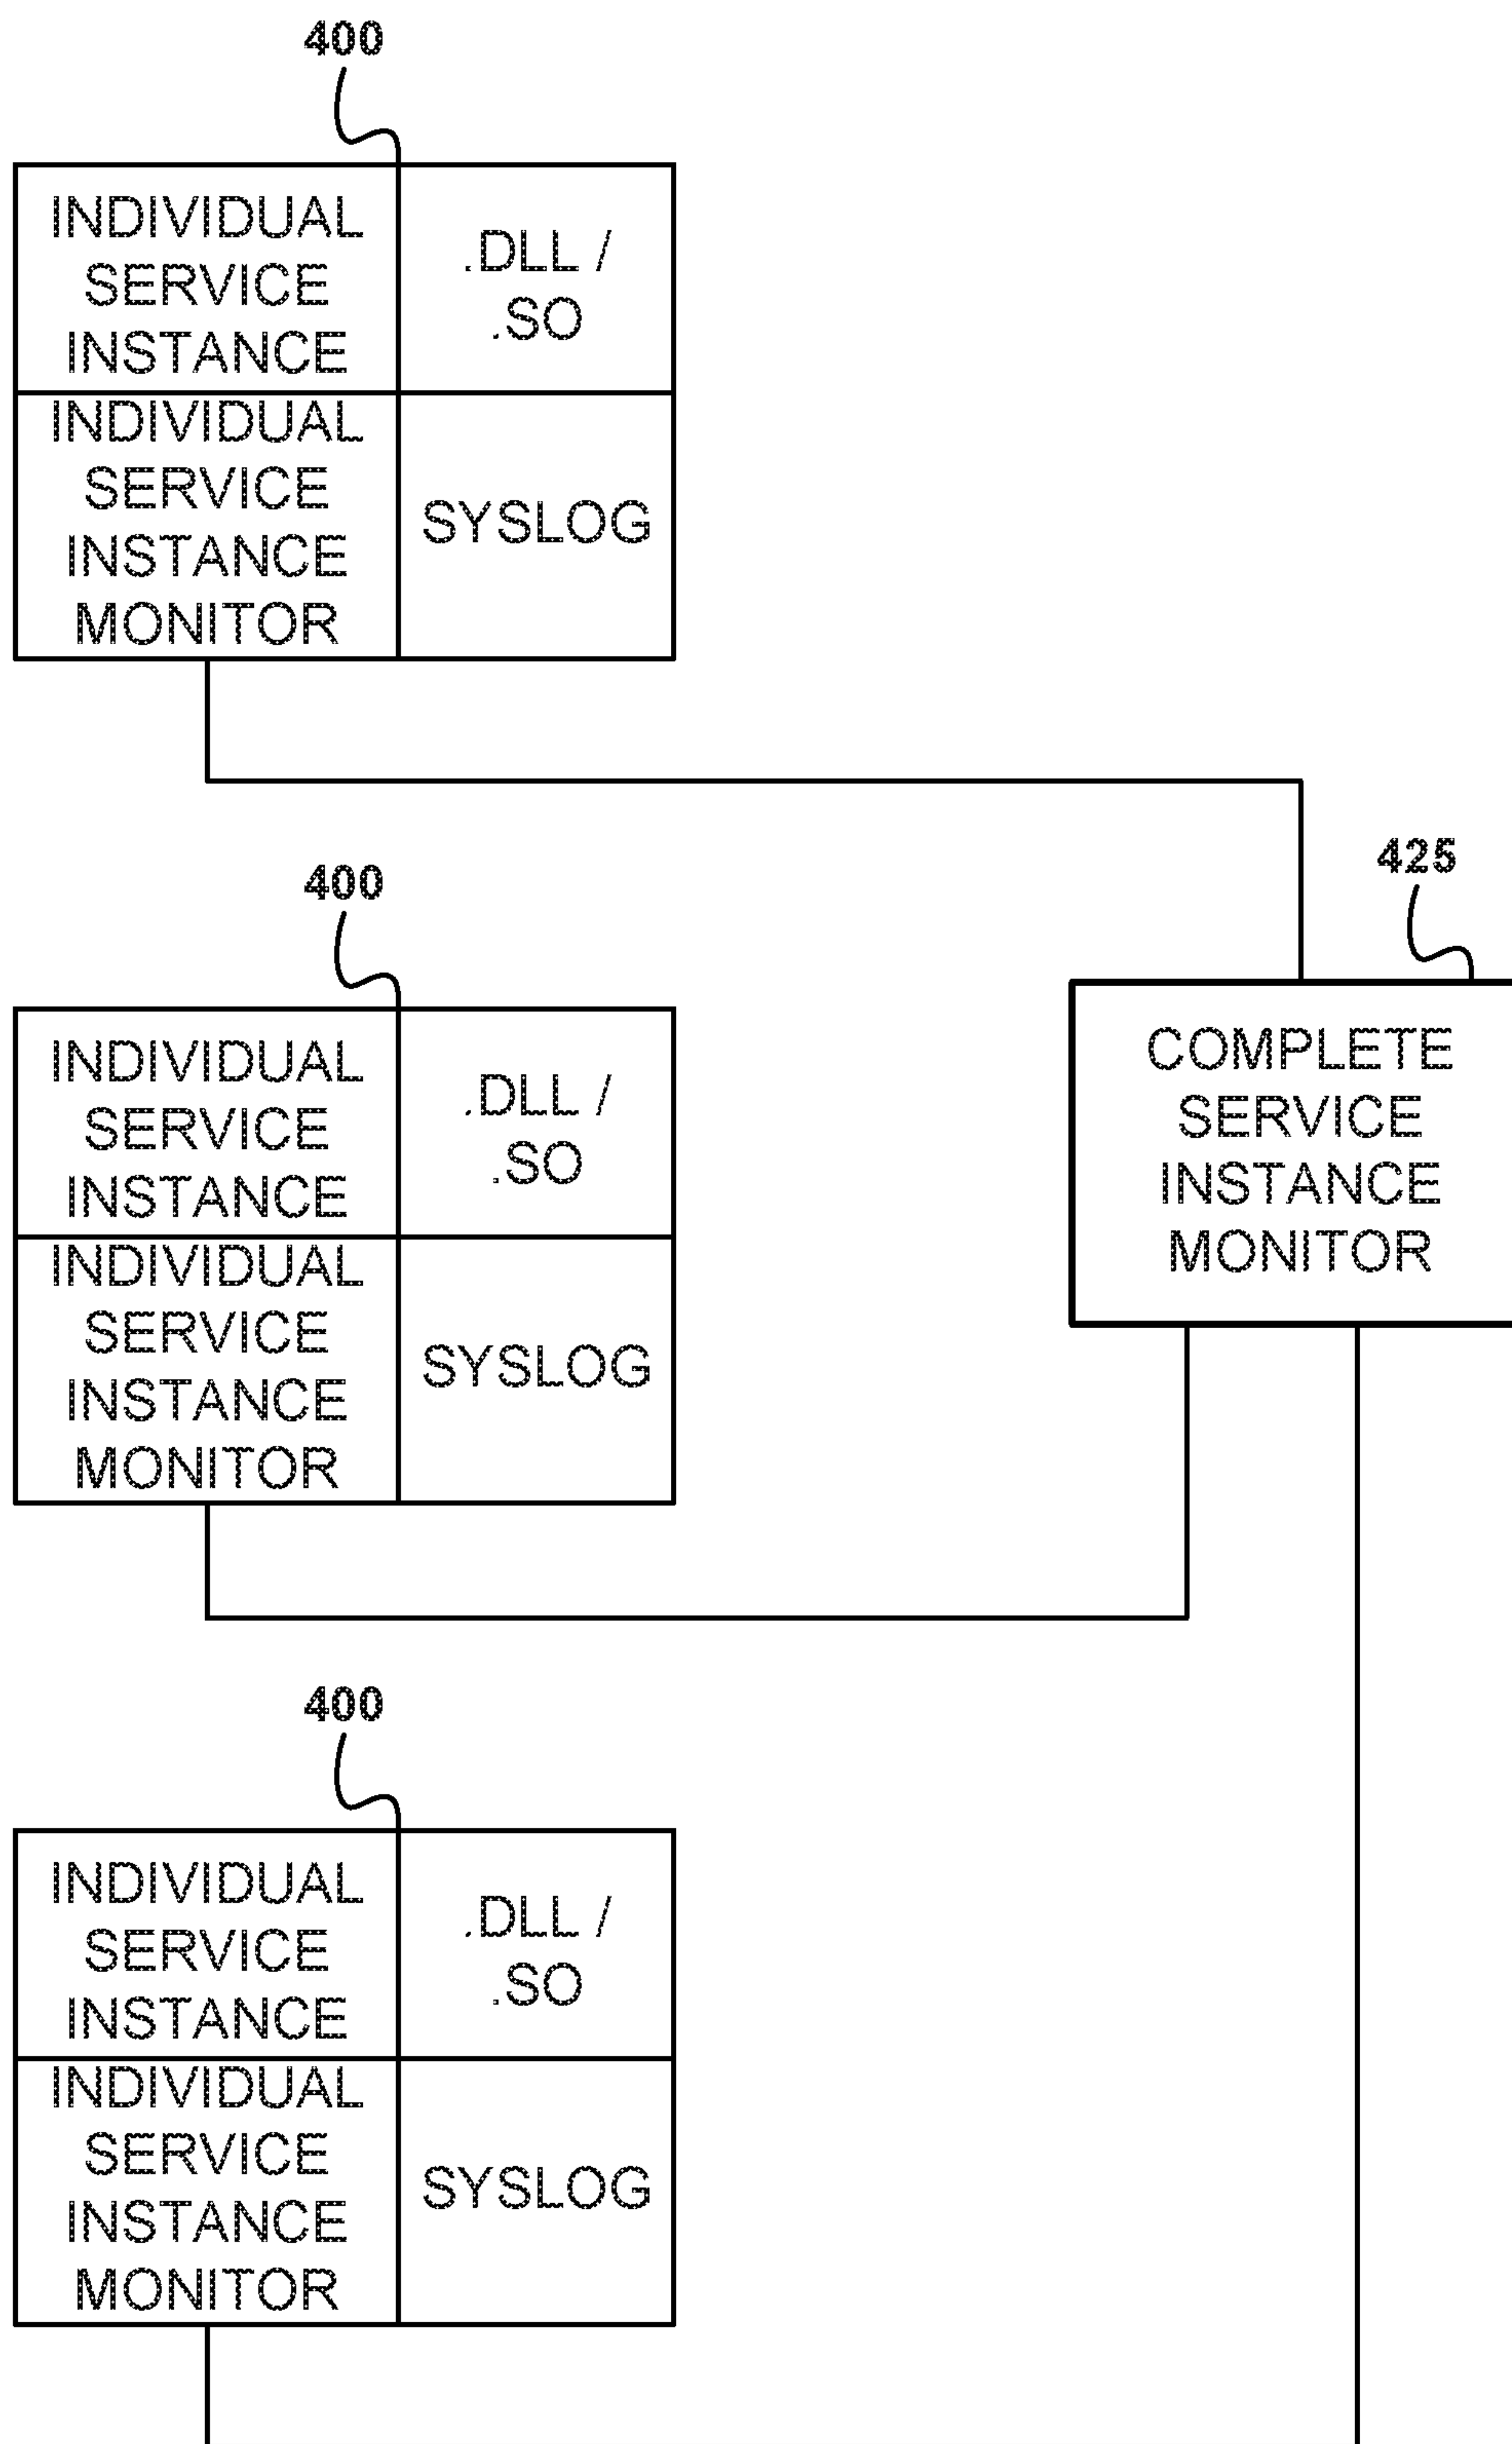 400
INDIVIDUAL
SERVICE
INSTANCE
.DLL /
.SO
INDIVIDUAL
SERVICE
INSTANCE
MONITOR
SYSLOG
400
INDIVIDUAL
SERVICE
INSTANCE
.DLL /
.SO
INDIVIDUAL
SERVICE
INSTANCE
MONITOR
SYSLOG
425
COMPLETE
SERVICE
INSTANCE
MONITOR
400
INDIVIDUAL
SERVICE
INSTANCE
.DLL /
.SO
INDIVIDUAL
SERVICE
INSTANCE
MONITOR
SYSLOG